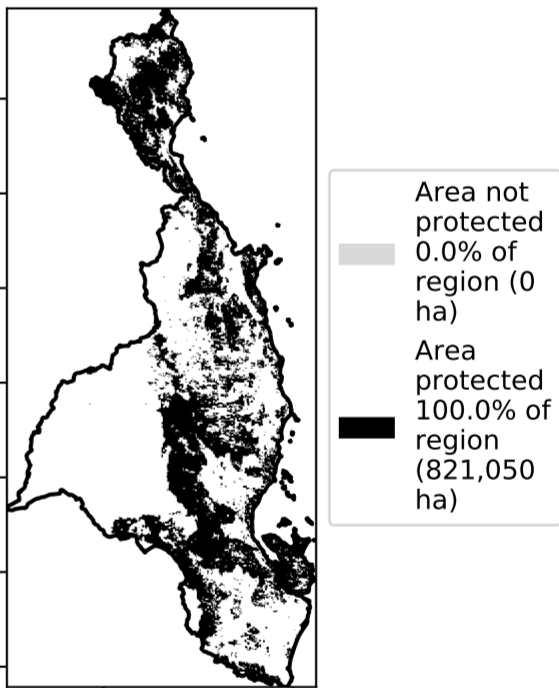 Area not
protected
0.0% of
region (0
ha)
Area
protected
100.0% of
region
(821,050
ha)